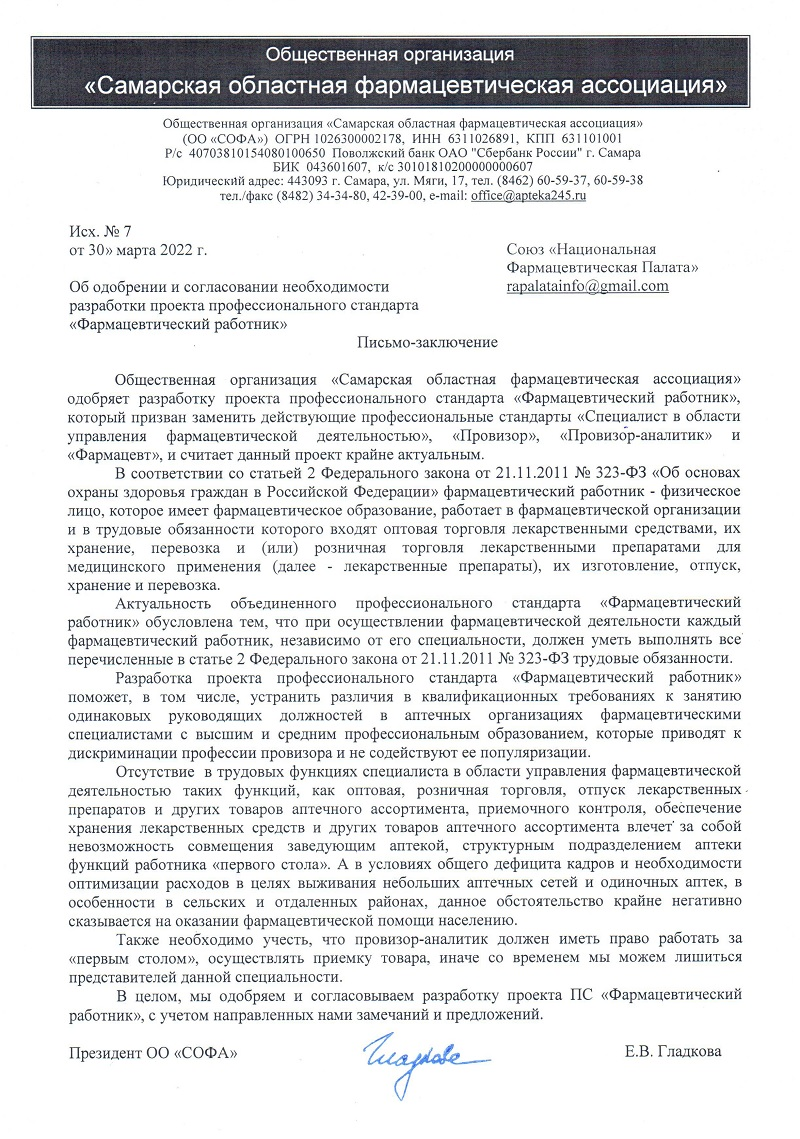 Общественная организация
«Самарская областная фармацевтическая ассоциация»
Общественная организация «Самарская областная фармацевтическая ассоциация»
(ОО «СОФА») ОГРН 1026300002178, ИНН 6311026891, КПП 631101001
Р/с 40703810154080100650 Поволжский банк ОАО "Сбербанк России" г. Самара
БИК 043601607, к/с 30101810200000000607
Юридический адрес: 443093 г. Самара, ул. Мяги, 17, тел. (8462) 60-59-37, 60-59-38
тел./факс (8482) 34-34-80, 42-39-00, e-mail: office@apteka245.ru
Исх. № 7
от 30» марта 2022 г.
Союз «Национальная
Фармацевтическая Палата»
rapalatainfo@gmail.com
Об одобрении и согласовании необходимости
разработки проекта профессионального стандарта
«Фармацевтический работник»
Письмо-заключение
Общественная организация «Самарская областная фармацевтическая ассоциация»
одобряет разработку проекта профессионального стандарта «Фармацевтический работник»,
который призван заменить действующие профессиональные стандарты «Специалист в области
управления фармацевтической деятельностью», «Провизор», «Провизор-аналитик» и
«Фармацевт», и считает данный проект крайне актуальным.
В соответствии со статьей 2 Федерального закона от 21.11.2011 № 323-ФЗ «Об основах
охраны здоровья граждан в Российской Федерации» фармацевтический работник - физическое
лицо, которое имеет фармацевтическое образование, работает в фармацевтической организации
и в трудовые обязанности которого входят оптовая торговля лекарственными средствами, их
хранение, перевозка и (или) розничная торговля лекарственными препаратами для
медицинского применения (далее - лекарственные препараты), их изготовление, отпуск,
хранение и перевозка.
Актуальность объединенного профессионального стандарта «Фармацевтический
работник» обусловлена тем, что при осуществлении фармацевтической деятельности каждый
фармацевтический работник, независимо от его специальности, должен уметь выполнять все
перечисленные в статье 2 Федерального закона от 21.11.2011 № 323-ФЗ трудовые обязанности.
Разработка проекта профессионального стандарта «Фармацевтический работник»
поможет, в том числе, устранить различия в квалификационных требованиях к занятию
одинаковых руководящих должностей в аптечных организациях фармацевтическими
специалистами с высшим и средним профессиональным образованием, которые приводят к
дискриминации профессии провизора и не содействуют ее популяризации.
Отсутствие в трудовых функциях специалиста в области управления фармацевтической
деятельностью таких функций, как оптовая, розничная торговля, отпуск лекарственных
препаратов и других товаров аптечного ассортимента, приемочного контроля, обеспечение
хранения лекарственных средств и других товаров аптечного ассортимента влечет за собой
невозможность совмещения заведующим аптекой, структурным подразделением аптеки
функций работника «первого стола». А в условиях общего дефицита кадров и необходимости
оптимизации расходов в целях выживания небольших аптечных сетей и одиночных аптек, в
особенности в сельских и отдаленных районах, данное обстоятельство крайне негативно
сказывается на оказании фармацевтической помощи населению.
Также необходимо учесть, что провизор-аналитик должен иметь право работать за
«первым столом», осуществлять приемку товара, иначе со временем мы можем лишиться
представителей данной специальности.
В целом, мы одобряем и согласовываем разработку проекта ПС «Фармацевтический
работник», с учетом направленных нами замечаний и предложений.
Президент ОО «СОФА» Гладкова Е.В. Гладкова